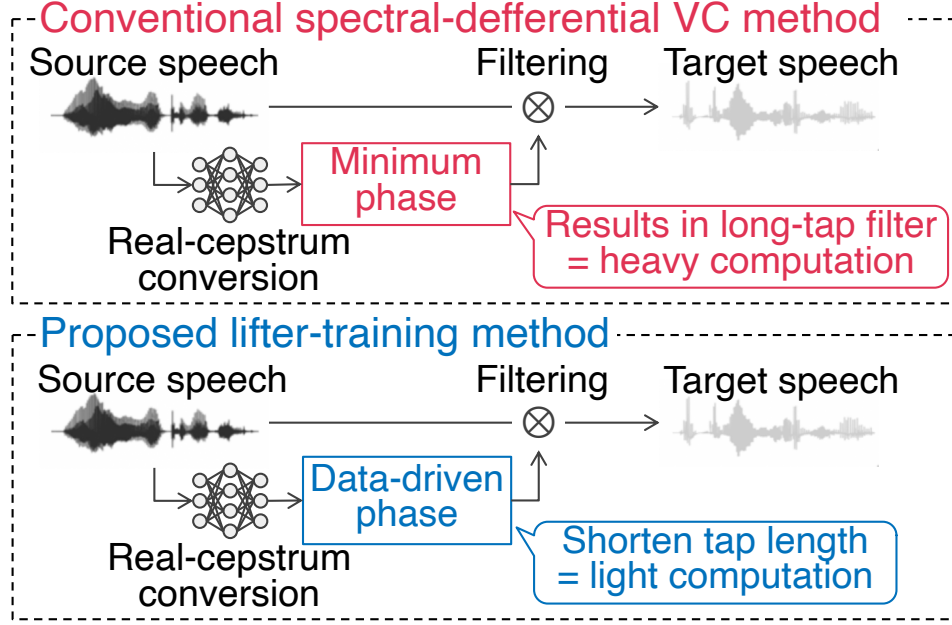 Conventional spectral-defferential VC method
Source speech
Filtering
Target speech
Minimum
phase
Real-cepstrum
conversion
Results in long-tap filter
= heavy computation
Proposed lifter-training method
Source speech
Filtering
Target speech
Data-driven
phase
Real-cepstrum
conversion
Shorten tap length
= light computation